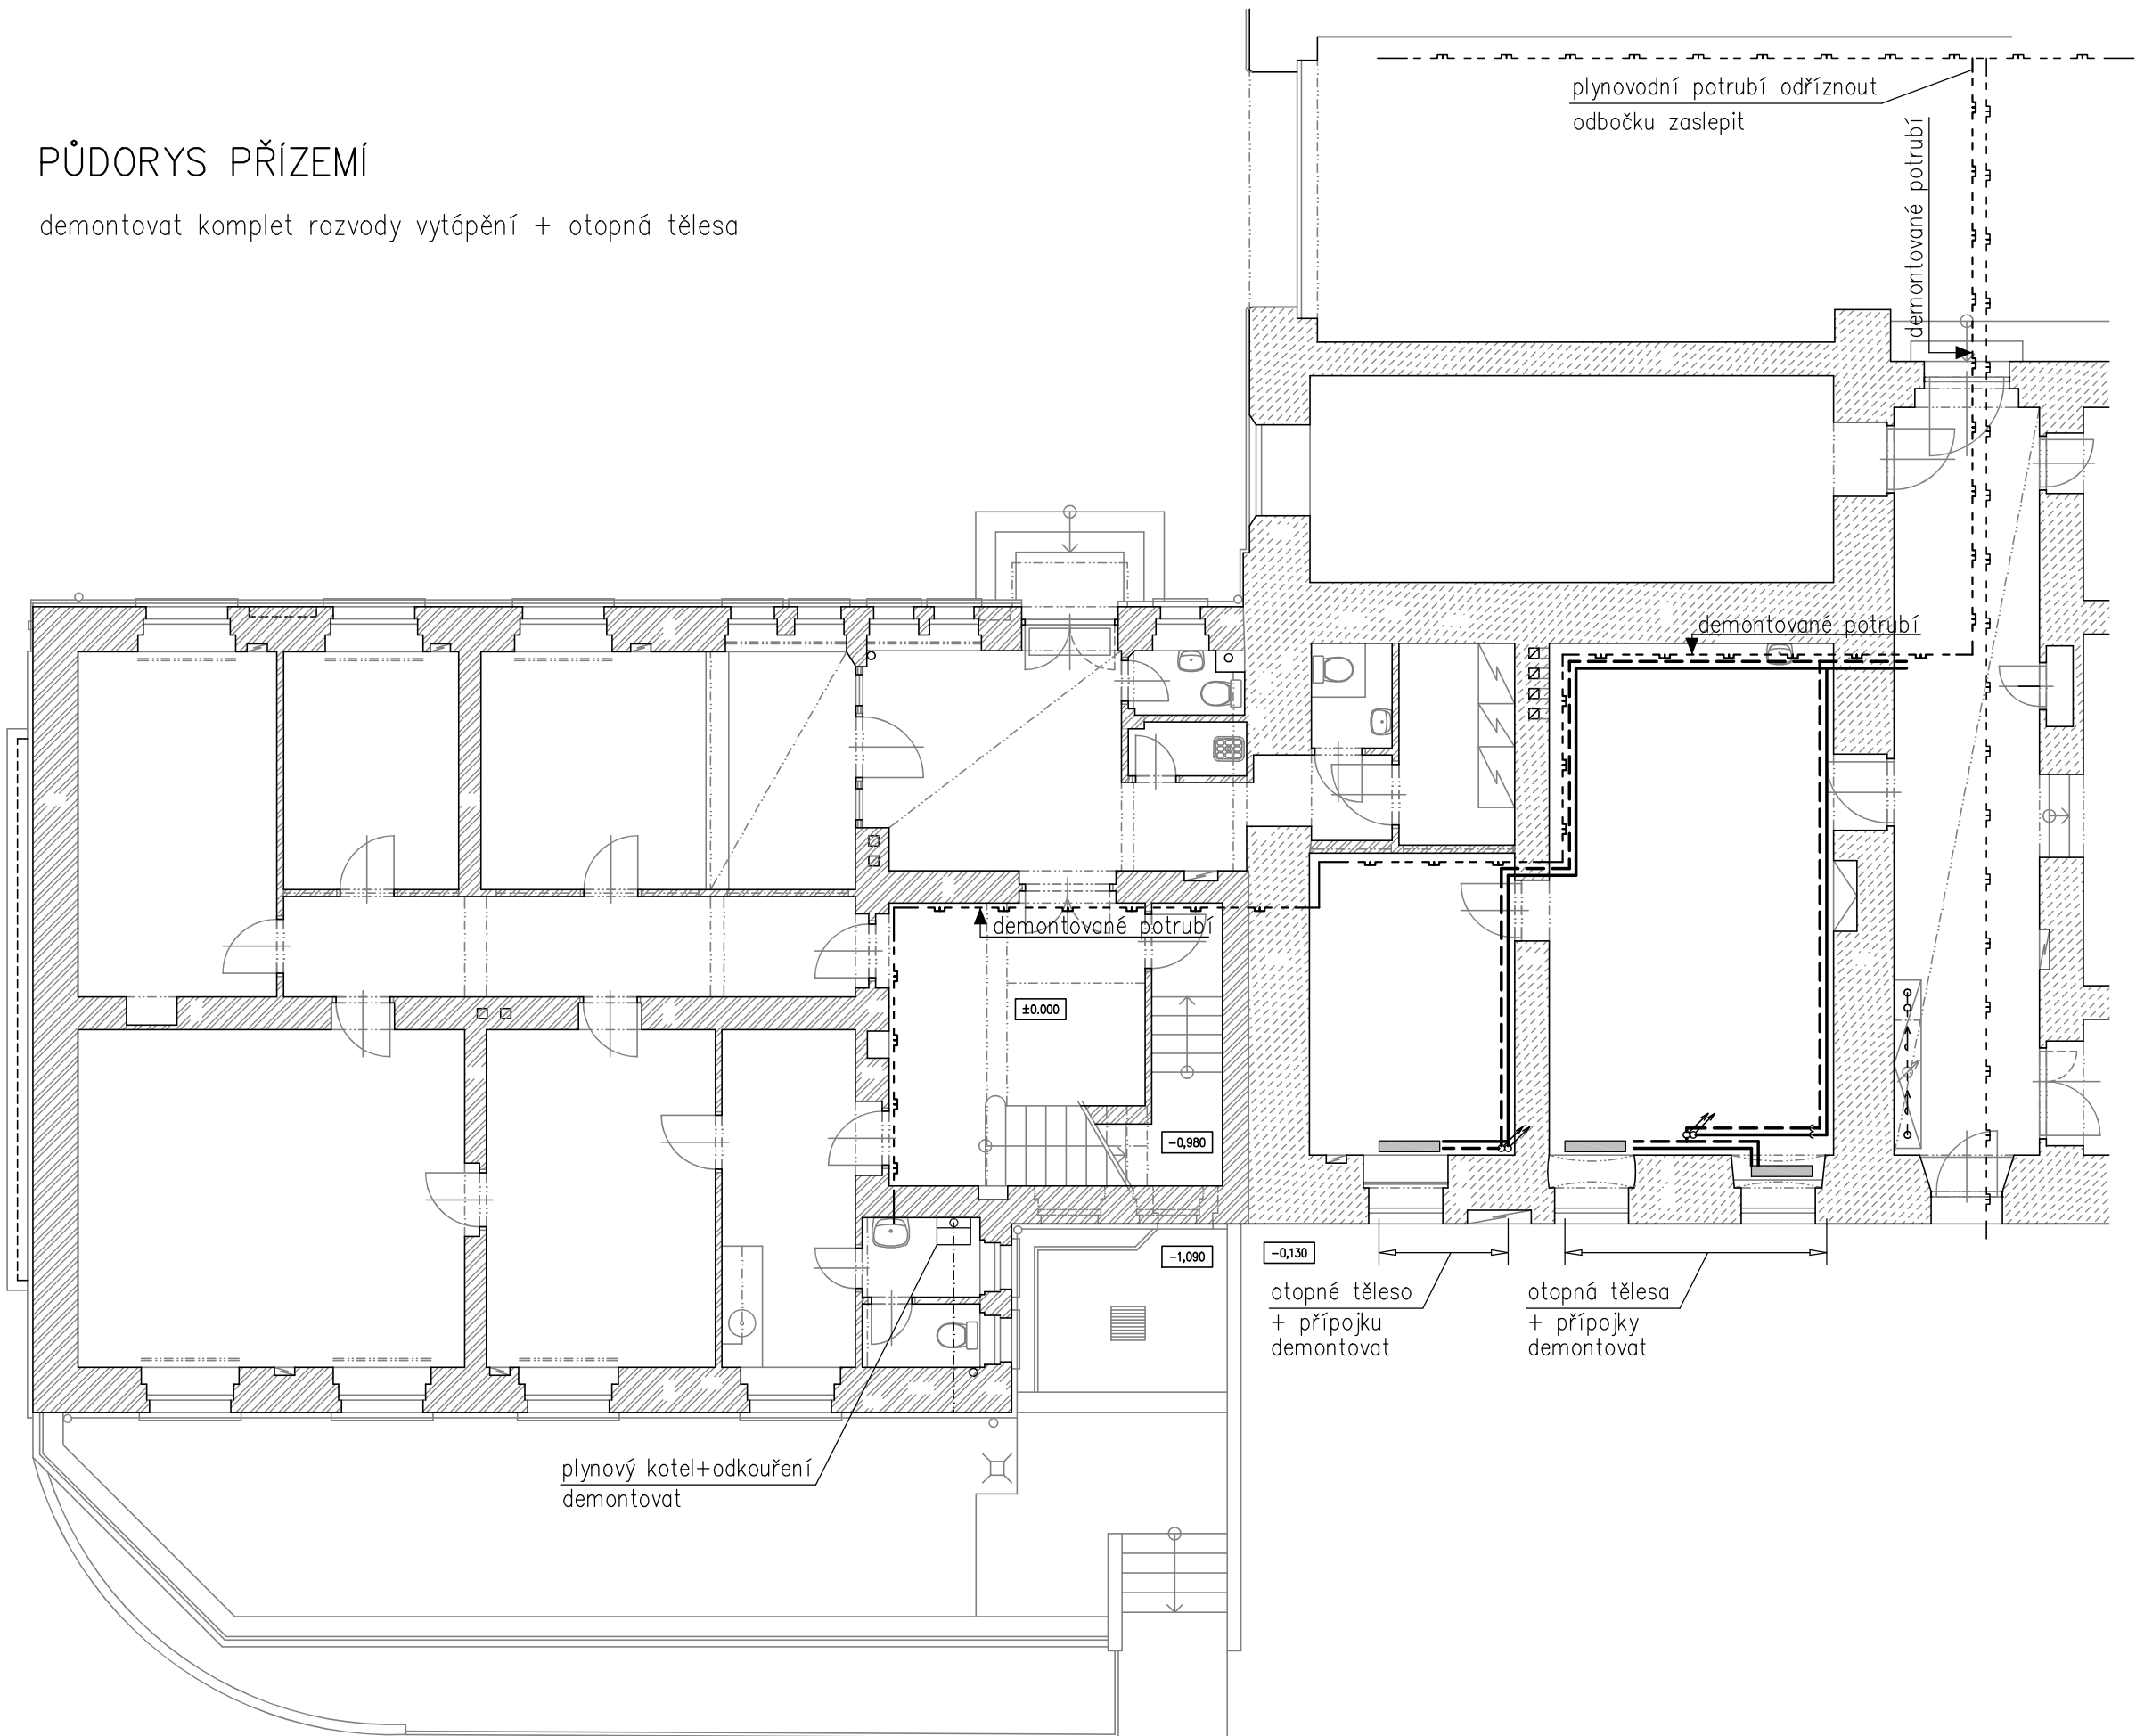 PŮDORYS PŘÍZEMÍ
demontovat komplet rozvody vytápění + otopná tělesa
plynovodní potrubí odříznout
odbočku zaslepit
demontované potrubí
demontované potrubí
demontované potrubí
±0.000
-0,980
-1,090
-0,130
otopné těleso
+ přípojku
demontovat
otopná tělesa
+ přípojky
demontovat
plynový kotel+odkouření
demontovat